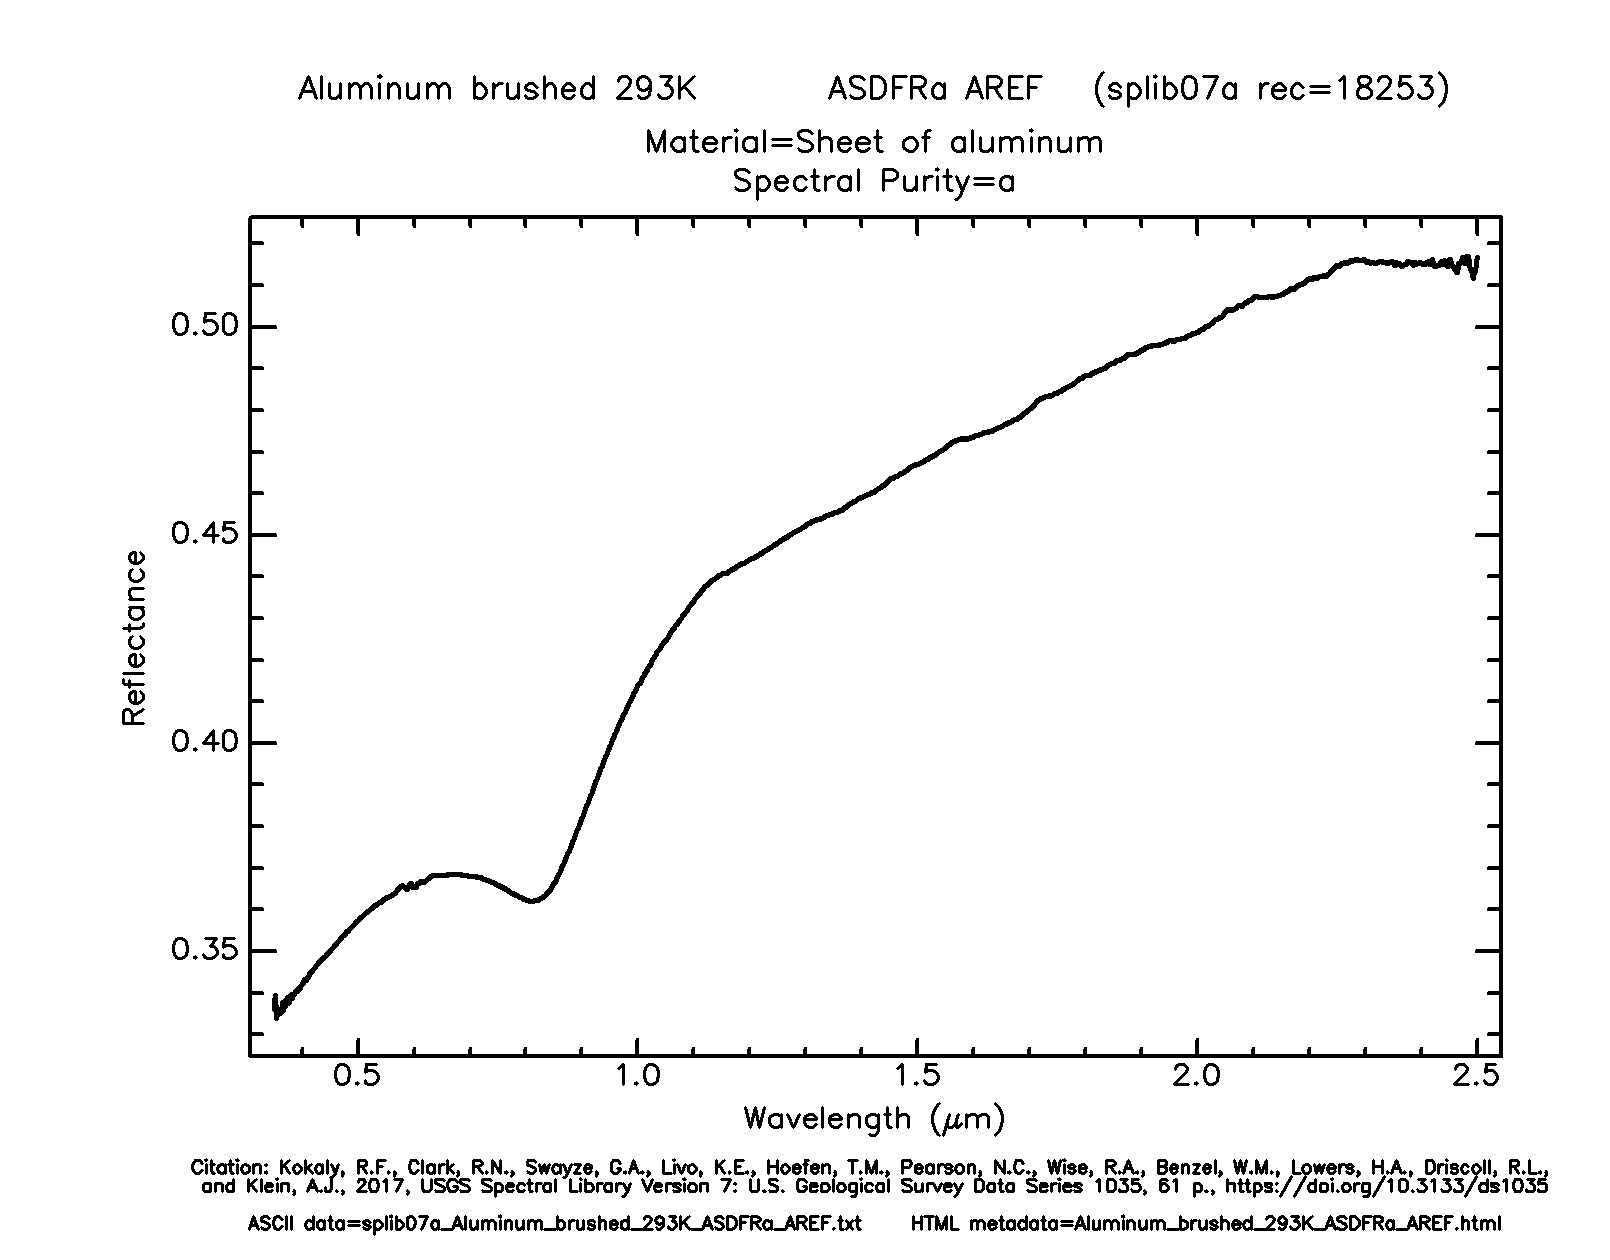 Aluminum brushed 293K ASDFRa AREF (splib07a rec=18253)
Material=Sheet of aluminum
Spectral Purity=a
0.50
0.45
0.40
0.35
Reflectance
0.5 1.0 1.5 2.0 2.5
Wavelength (μm)
Citation: Kokaly, R.F., Clark, R.N., Swayze, G.A., Livo, K.E., Hoefen, T.M., Pearson, N.C., Wise, R.A., Benzel, W.M., Lowers, H.A., Driscoll, R.L.,
and Klein, A.J., 2017, USGS Spectral Library Version 7: U.S. Geological Survey Data Series 1035, 61 p., https://doi.org/10.3133/ds1035
ASCII data=splib07a_Aluminum_brushed_293K_ASDFRa_AREF.txt HTML metadata=Aluminum_brushed_293K_ASDFRa_AREF.html